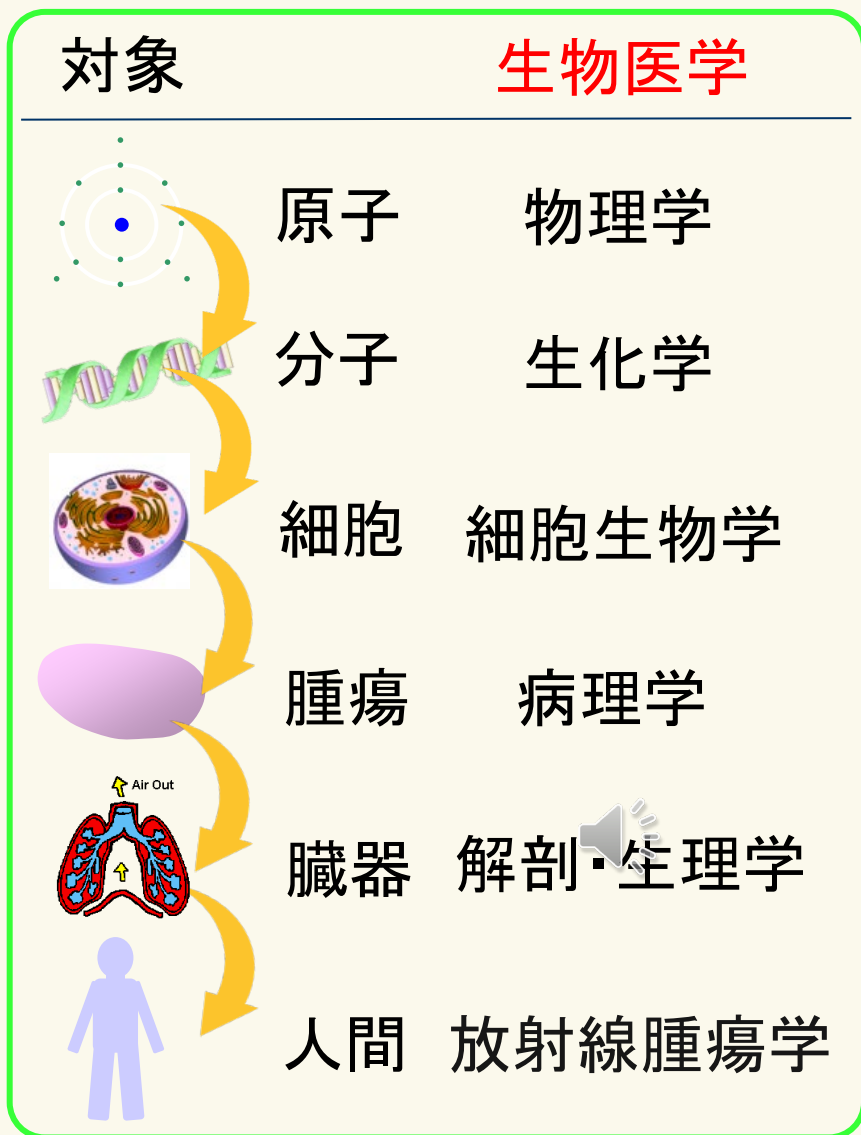 対象 生物医学
原子 物理学
分子 生化学
細胞 細胞生物学
腫瘍 病理学
Air Out
臓器 解剖・生理学
人間 放射線腫瘍学